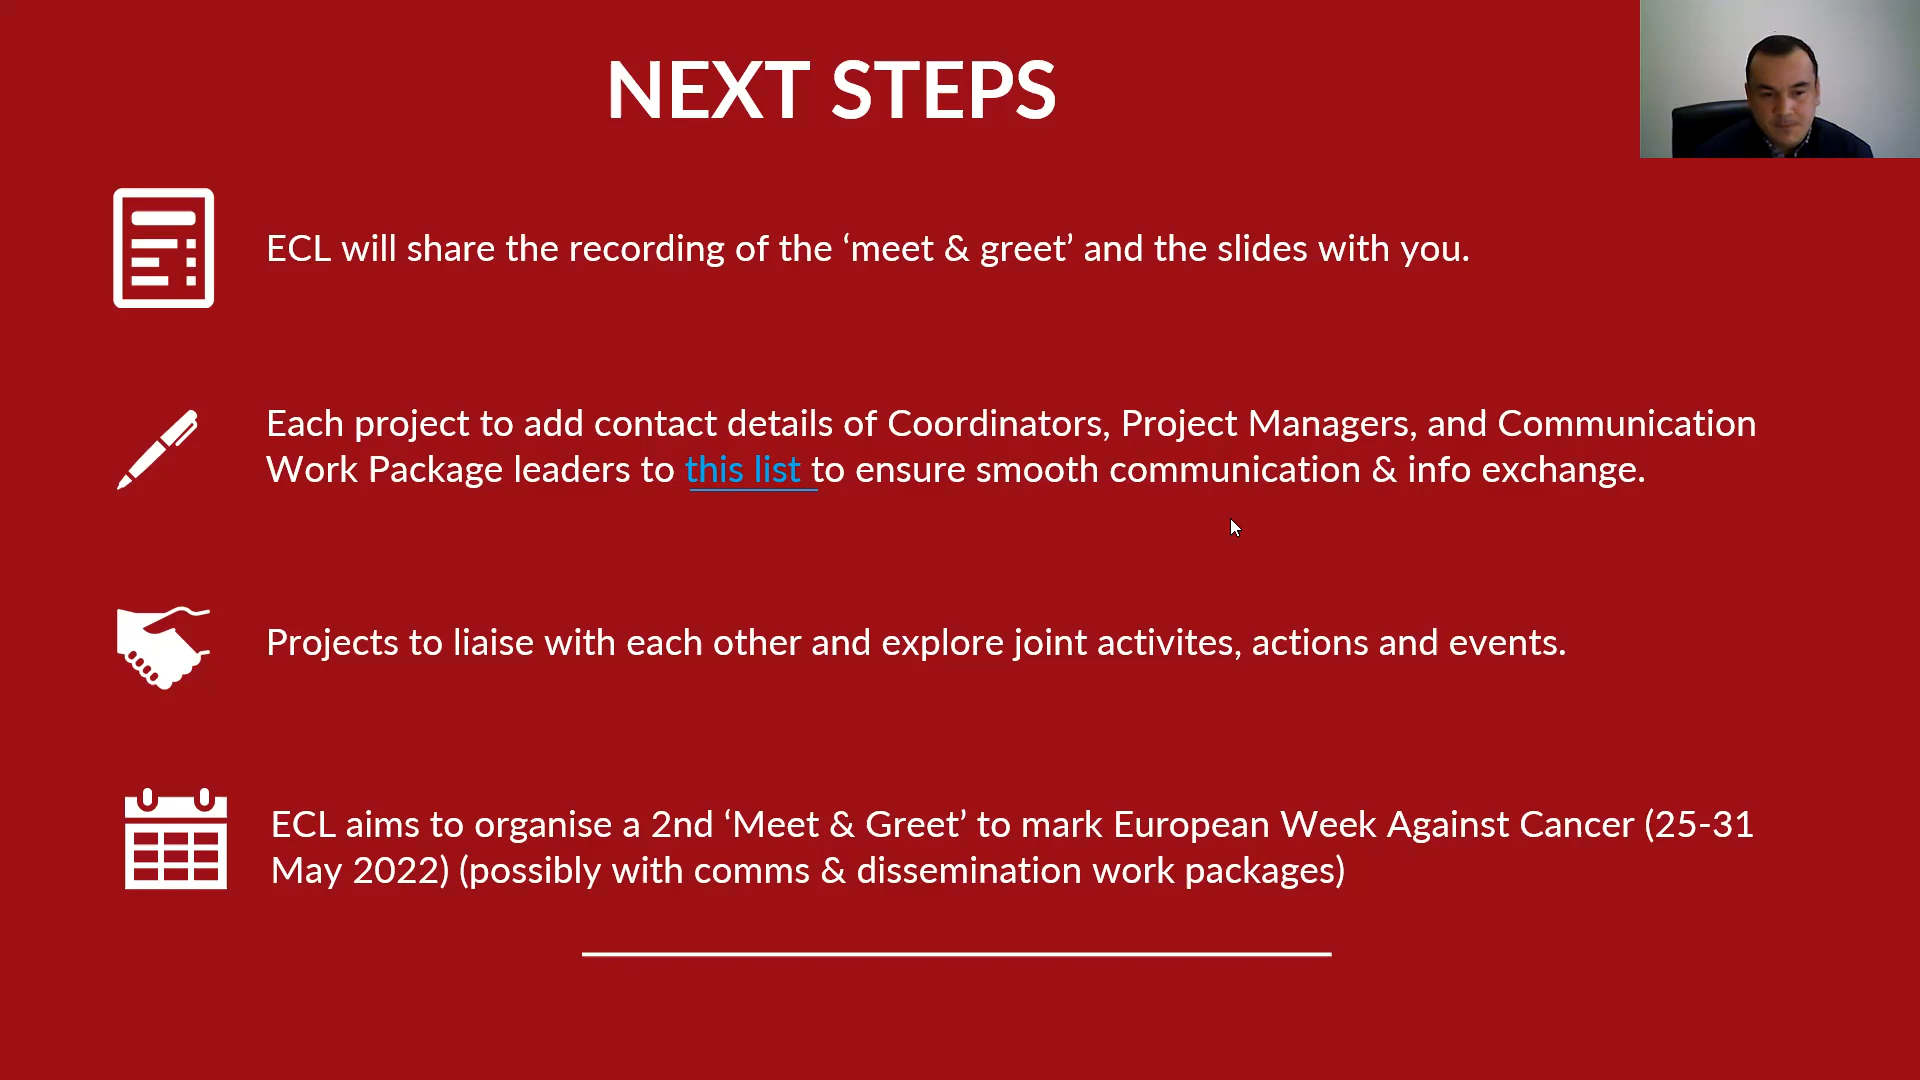 NEXT STEPS
ECL will share the recording of the ‘meet & greet’ and the slides with you.
Each project to add contact details of Coordinators, Project Managers, and Communication
Work Package leaders to this list to ensure smooth communication & info exchange.
Projects to liaise with each other and explore joint activites, actions and events.
ECL aims to organise a 2nd ‘Meet & Greet’ to mark European Week Against Cancer (25-31
May 2022) (possibly with comms & dissemination work packages)